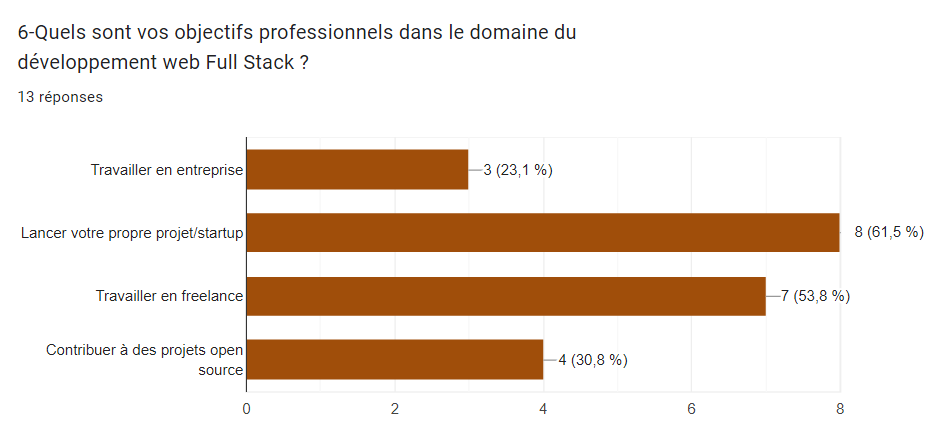 6-Quels sont vos objectifs professionnels dans le domaine du
développement web Full Stack ?
13 réponses
Travailler en entreprise
3 (23,1 %)
Lancer votre propre projet/startup
8 (61,5 %)
Travailler en freelance
7 (53,8 %)
Contribuer à des projets open
source
4 (30,8 %)
0 2 4 6 8